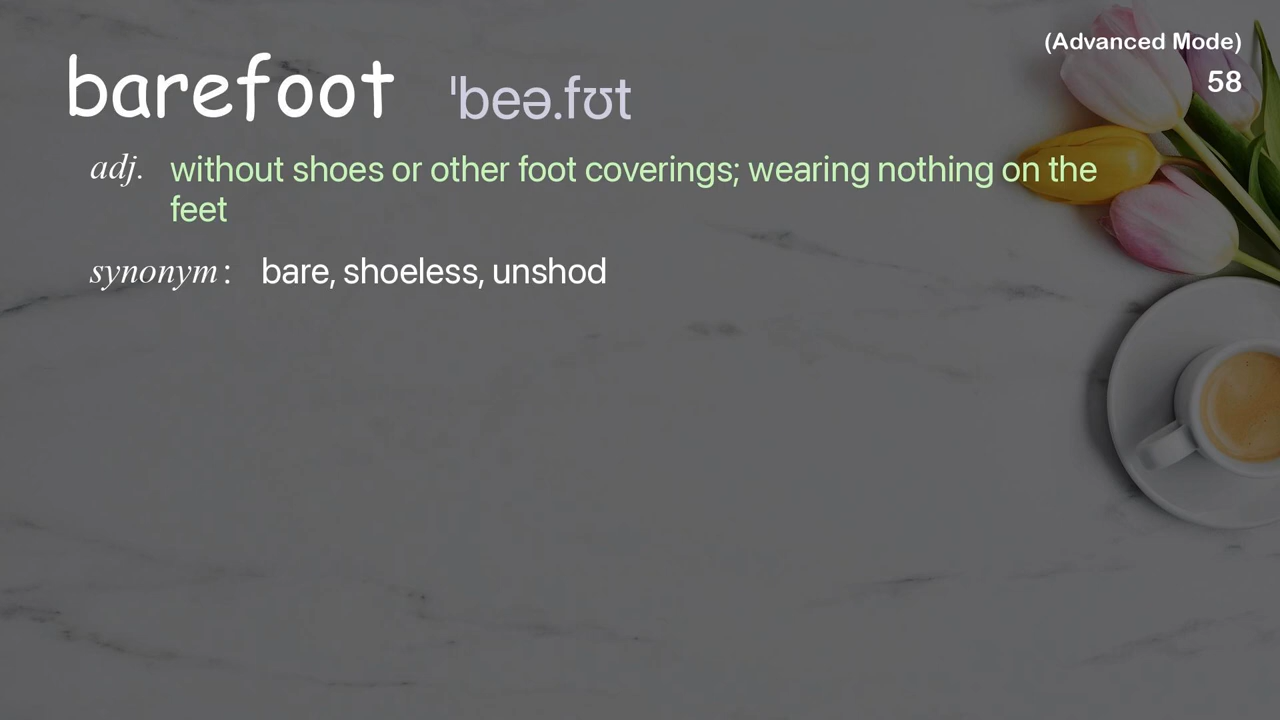 (Advanced Mode)
58
barefoot ˈbeə.fʊt
adj. without shoes or other foot coverings; wearing nothing on the
feet
synonym: bare, shoeless, unshod